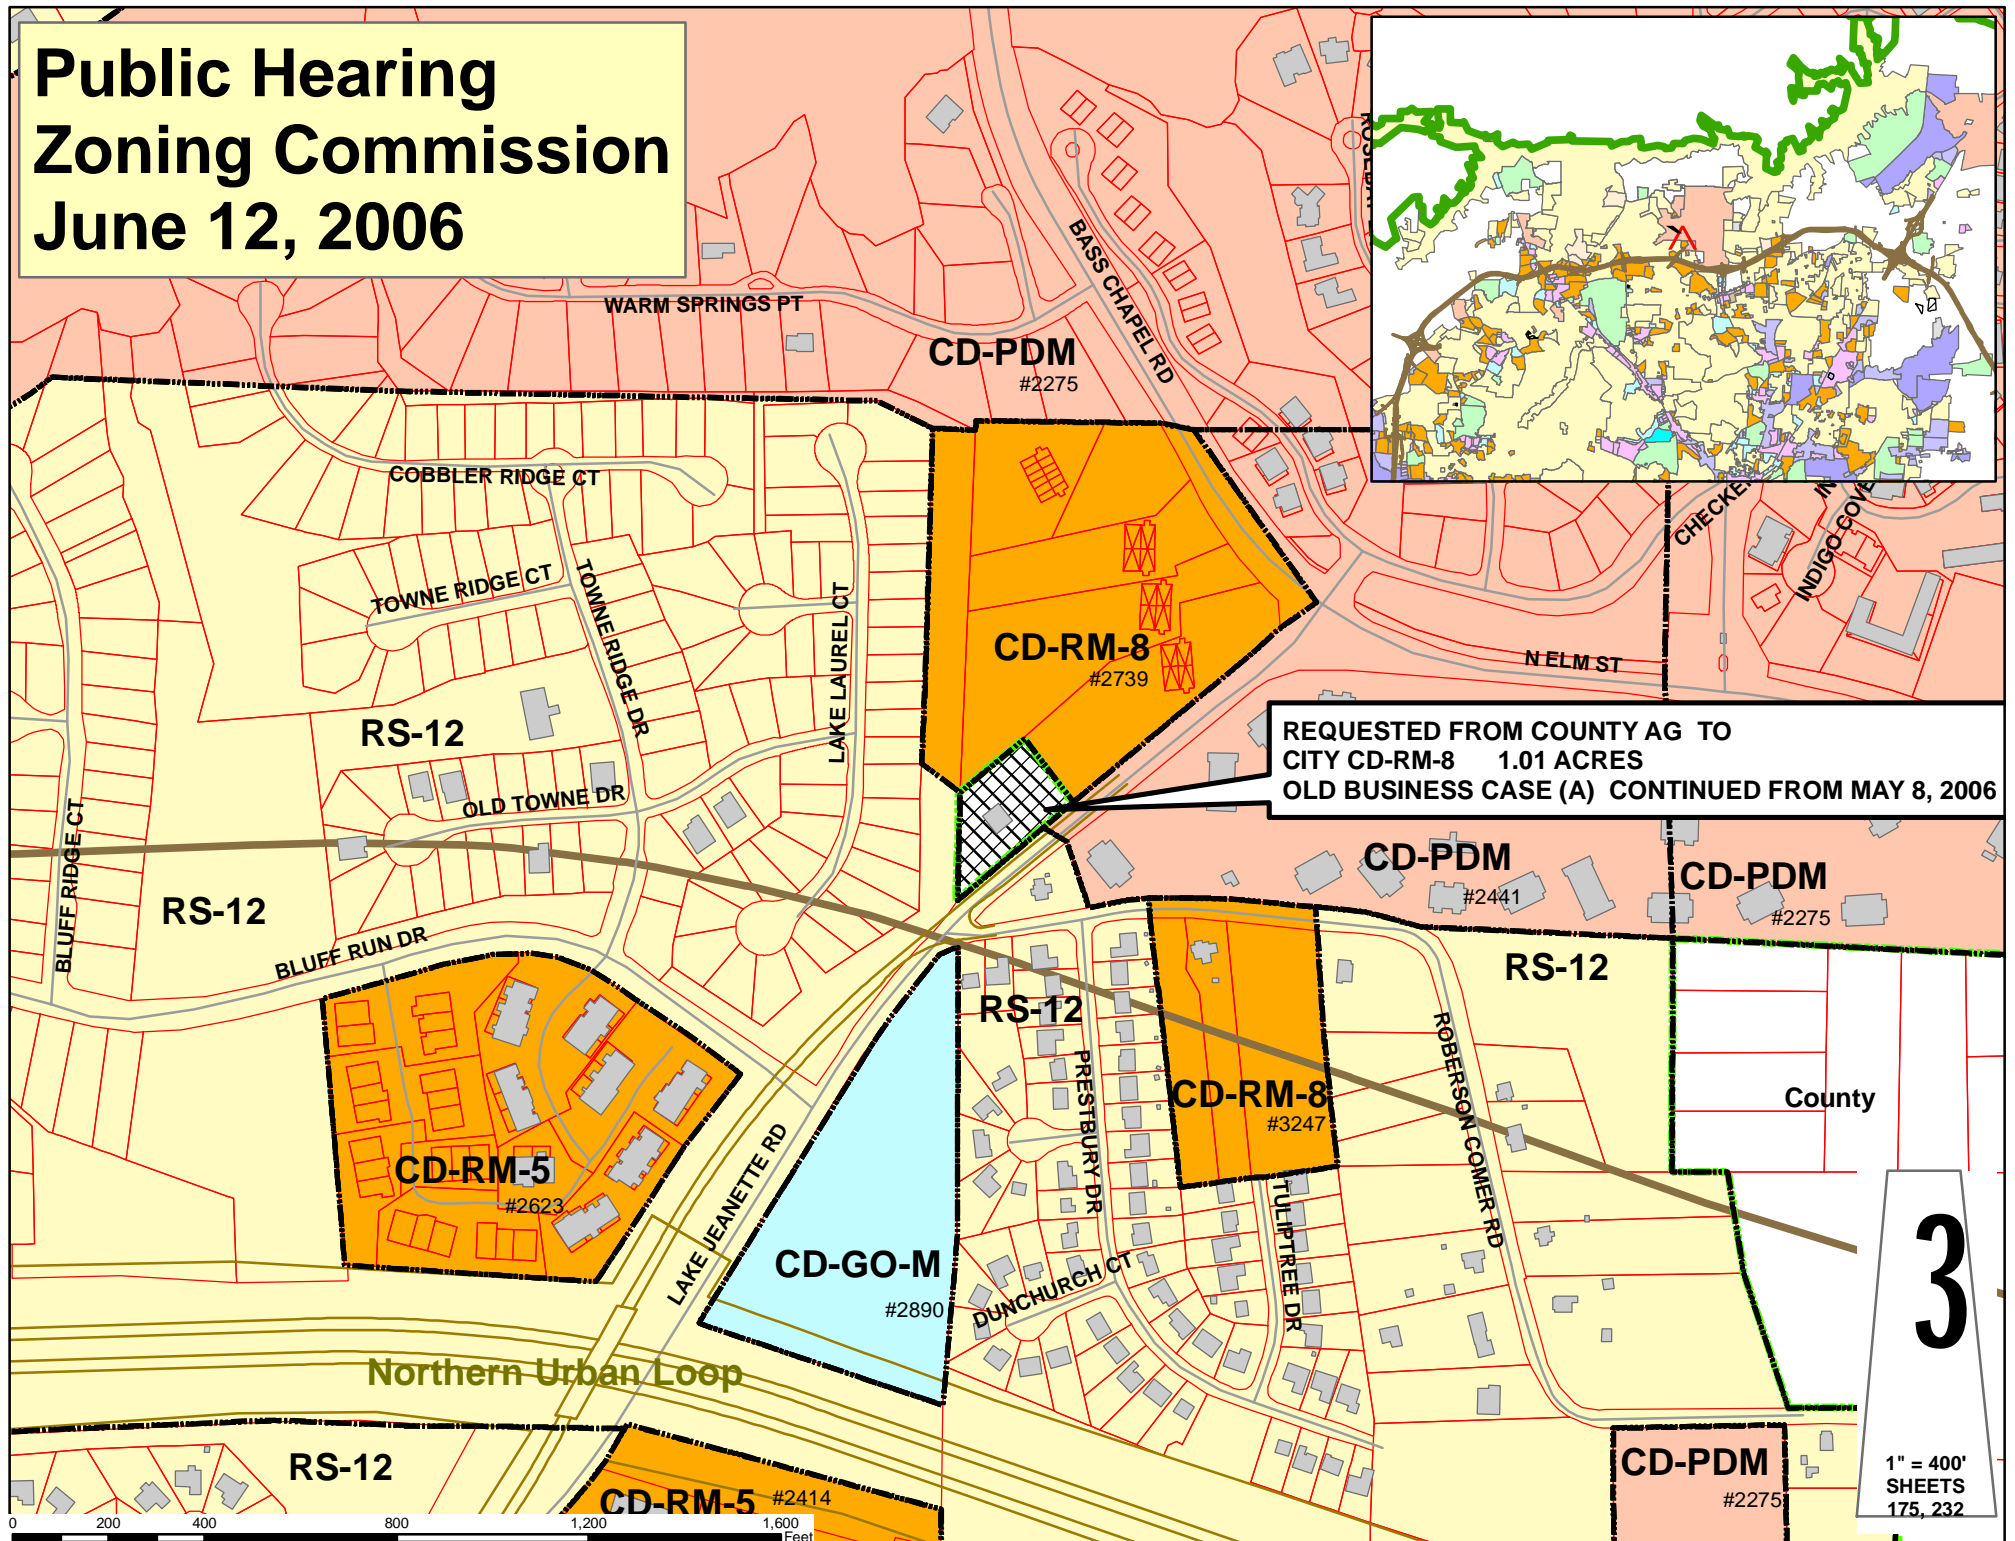 Public Hearing
Zoning Commission
June 12, 2006
WARM SPRINGS PT
BASS CHAPEL RD
CD-PDM
#2275
COBBLER RIDGE CT
TOWNE RIDGE CT
TOWNE RIDGE DR
LAKE LAUREL CT
CD-RM-8
#2739
CHECKE
INDIGO COVE
N ELM ST
REQUESTED FROM COUNTY AG TO
CITY CD-RM-8 1.01 ACRES
OLD BUSINESS CASE (A) CONTINUED FROM MAY 8, 2006
RS-12
OLD TOWNE DR
BLUFF RIDGE CT
RS-12
BLUFF RUN DR
CD-PDM
#2441
CD-PDM
#2275
RS-12
RS-12
PRESTBURY DR
CD-RM-8
#3247
ROBERSON COMER RD
County
CD-RM-5
#2623
LAKE JEANETTE RD
CD-GO-M
#2890
DUNCHURCH CT
TULIPTREE DR
Northern Urban Loop
RS-12
CD-RM-5 #2414
CD-PDM
#2275
3
1" = 400'
SHEETS
175, 232
0 200 400 800 1,200 1,600
Feet